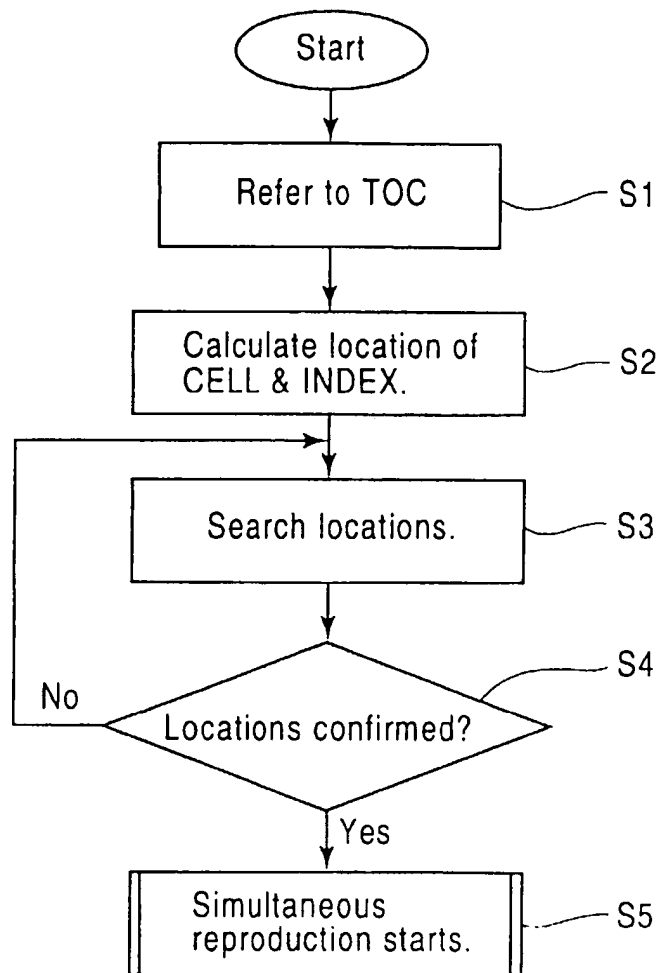 Start
Refer to TOC
S1
Calculate location of
CELL & INDEX.
S2
Search locations.
S3
S4
No
Locations confirmed?
Yes
Simultaneous
reproduction starts.
S5